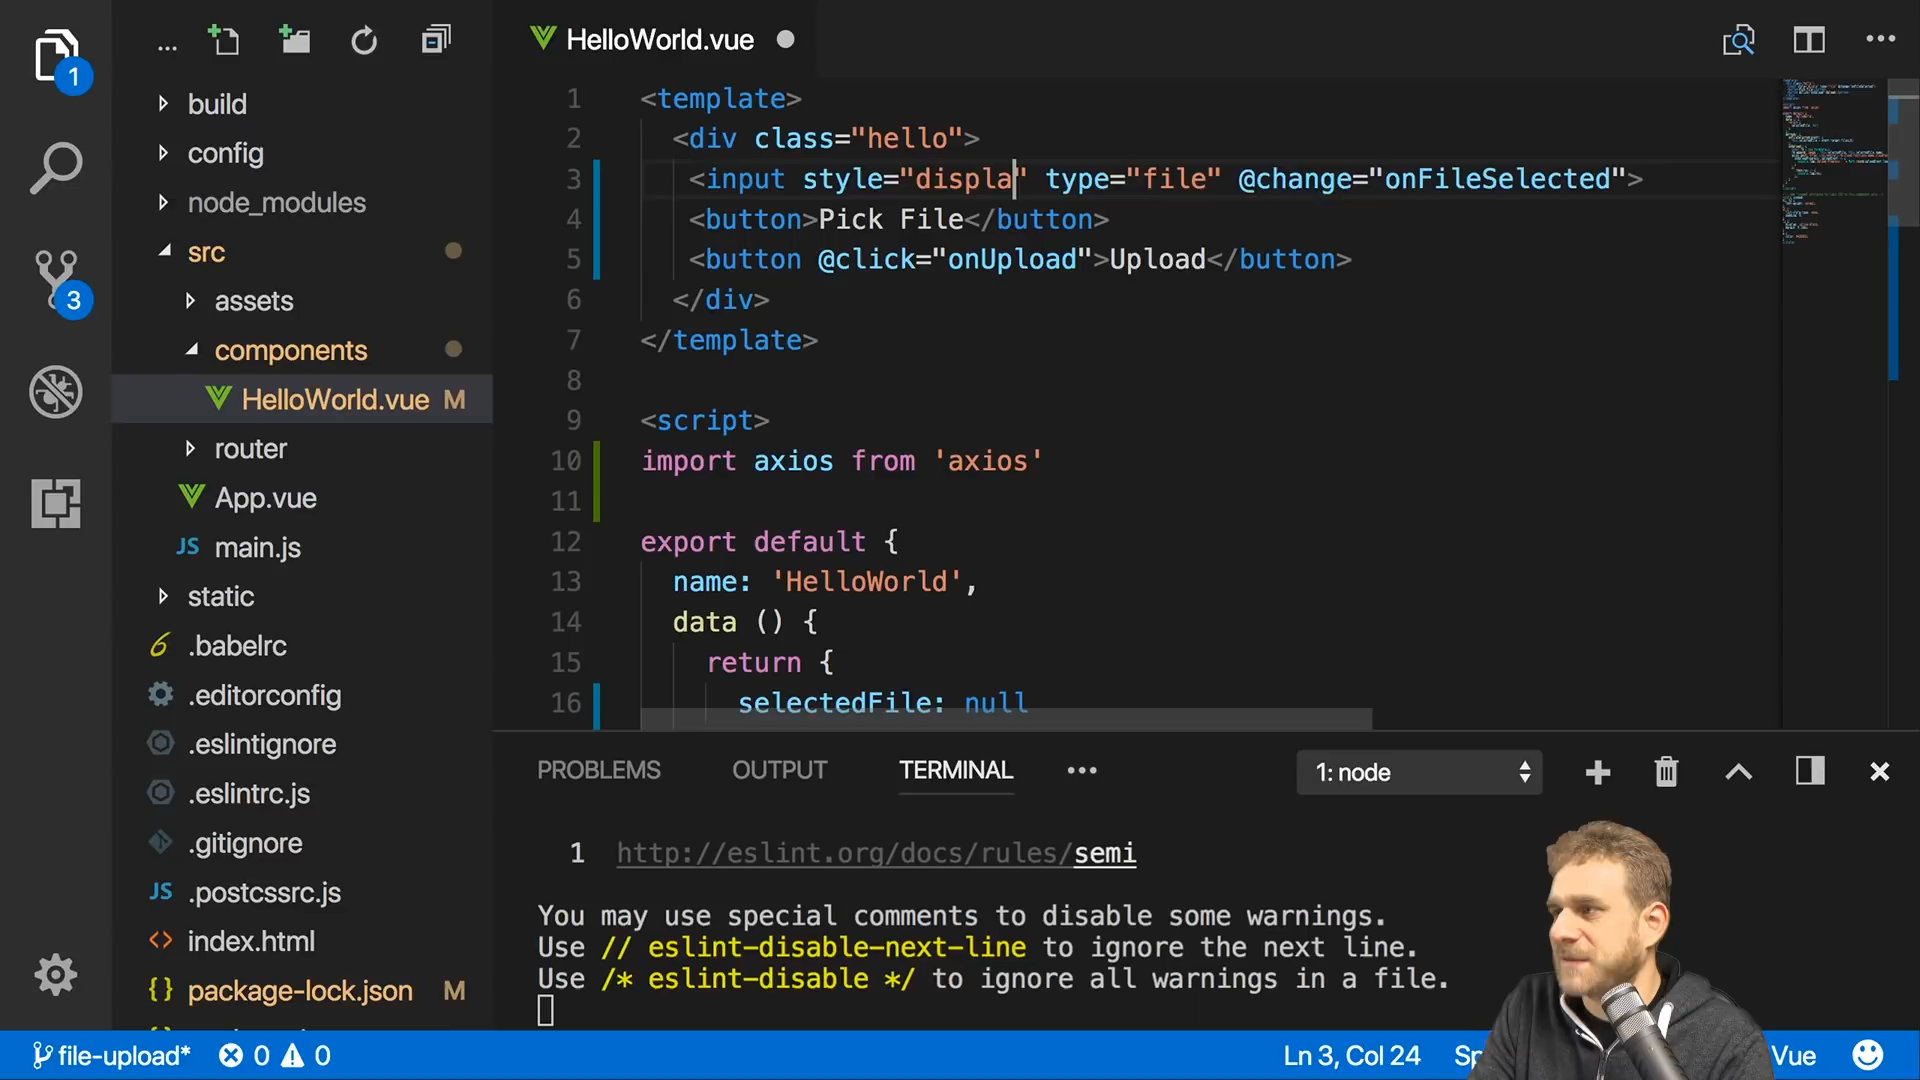 ...
HelloWorld.vue
1
build
config
node_modules
src
assets
components
HelloWorld.vue M
router
App.vue
JS main.js
static
.babelrc
.editorconfig
.eslintignore
.eslintrc.js
.gitignore
JS .postcssrc.js
<> index.html
{} package-lock.json M
3
1 <template>
2 <div class="hello">
3 <input style="displa" type="file" @change="onFileSelected">
4 <button>Pick File</button>
5 <button @click="onUpload">Upload</button>
6 </div>
7 </template>
8
9 <script>
10 import axios from 'axios'
11
12 export default {
13 name: 'HelloWorld',
14 data () {
15 return {
16 selectedFile: null
PROBLEMS OUTPUT TERMINAL ... 1: node
1 http://eslint.org/docs/rules/semi
You may use special comments to disable some warnings.
Use // eslint-disable-next-line to ignore the next line.
Use /* eslint-disable */ to ignore all warnings in a file.
file-upload* 0 0 Ln 3, Col 24 Sp Vue